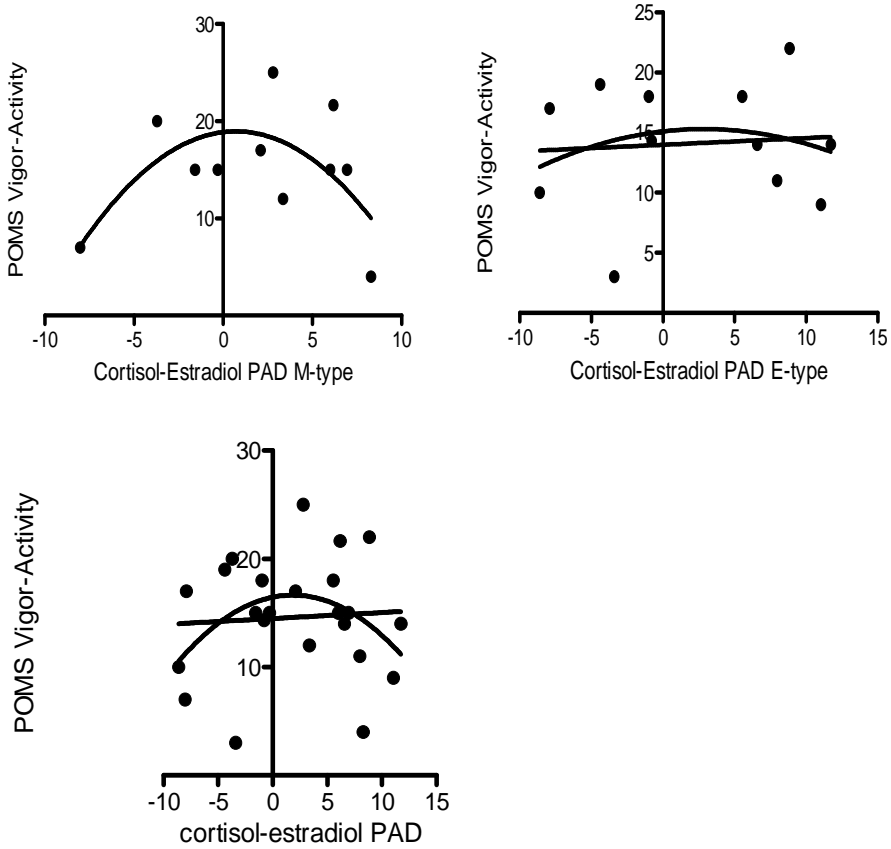 POMS Vigor-Activity
30
20
10
-10 -5 0 5 10
Cortisol-Estradiol PAD M-type
POMS Vigor-Activity
25
20
15
10
5
-10 -5 0 5 10 15
Cortisol-Estradiol PAD E-type
POMS Vigor-Activity
30
20
10
-10 -5 0 5 10 15
cortisol-estradiol PAD